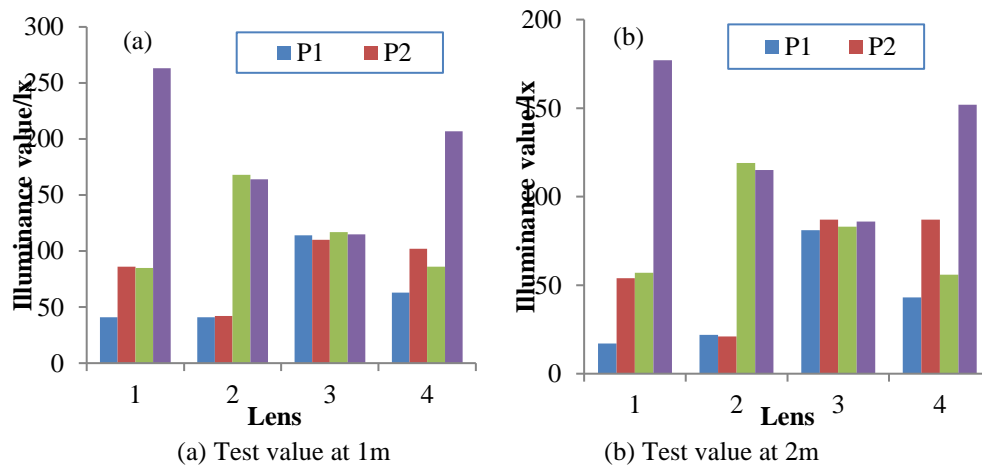 (a)
P1 P2
Illuminance value/lx
300
250
200
150
100
50
0
1 2 3 4
Lens
(a) Test value at 1m
(b)
P1 P2
Illuminance value/lx
200
150
100
50
0
1 2 3 4
Lens
(b) Test value at 2m